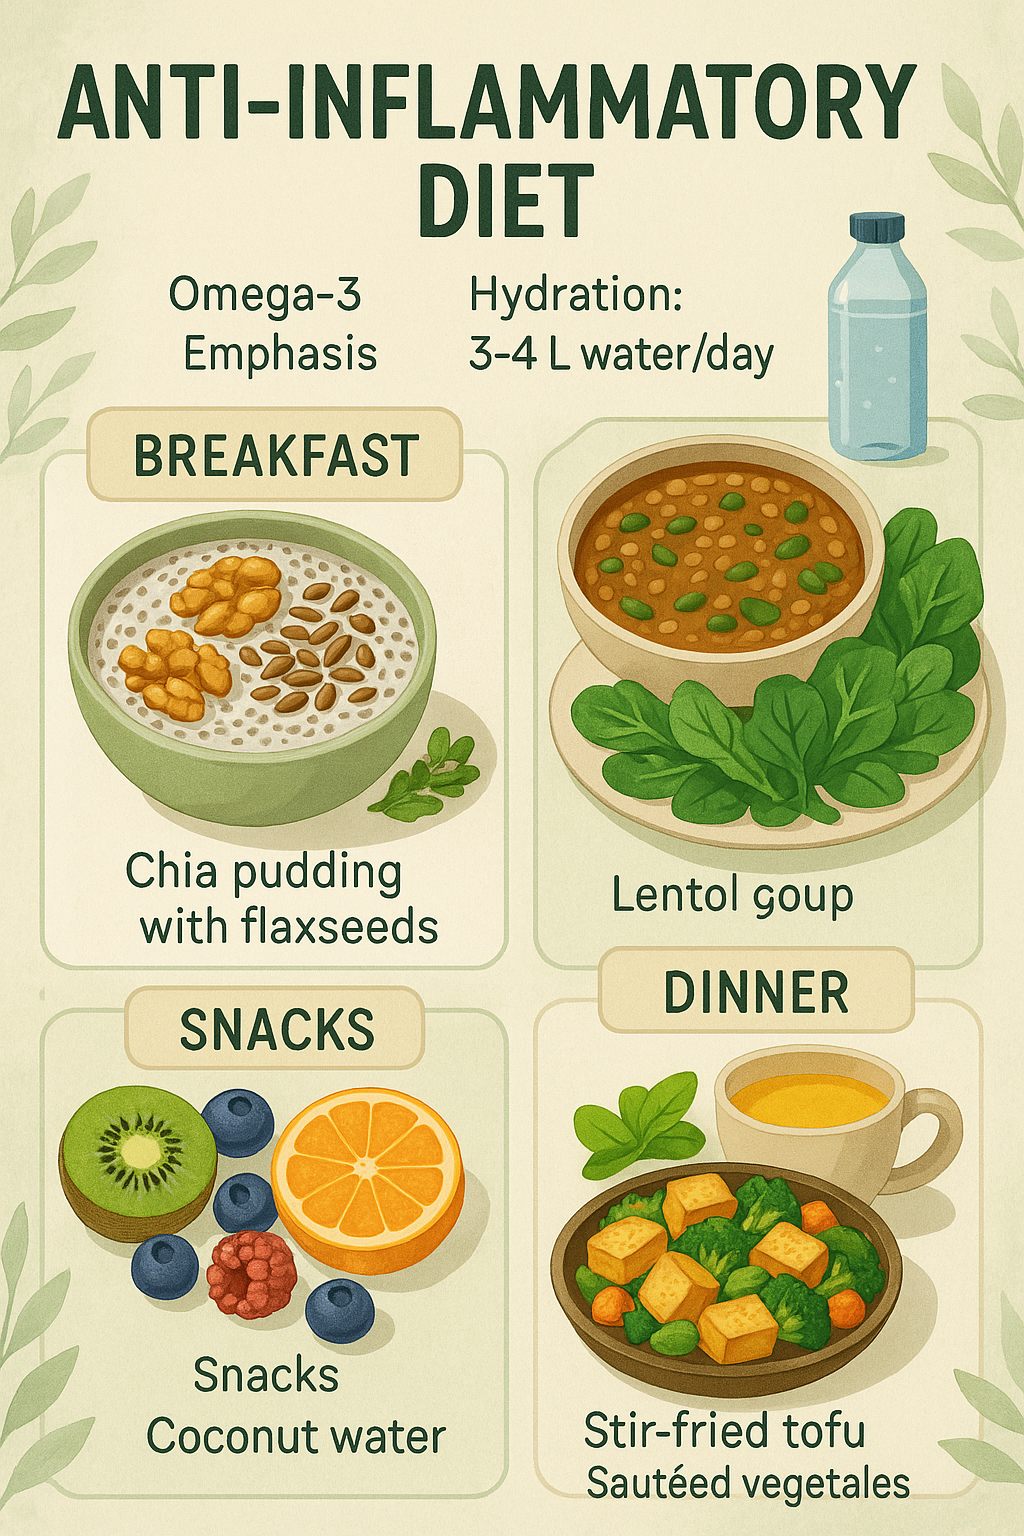 ANTI-INFLAMMATORY
DIET
Omega-3
Emphasis
Hydration:
3-4 L water/day
BREAKFAST
Chia pudding
with flaxseeds
Lentol goup
SNACKS
Snacks
Coconut water
DINNER
Stir-fried tofu
Sautéed vegetales